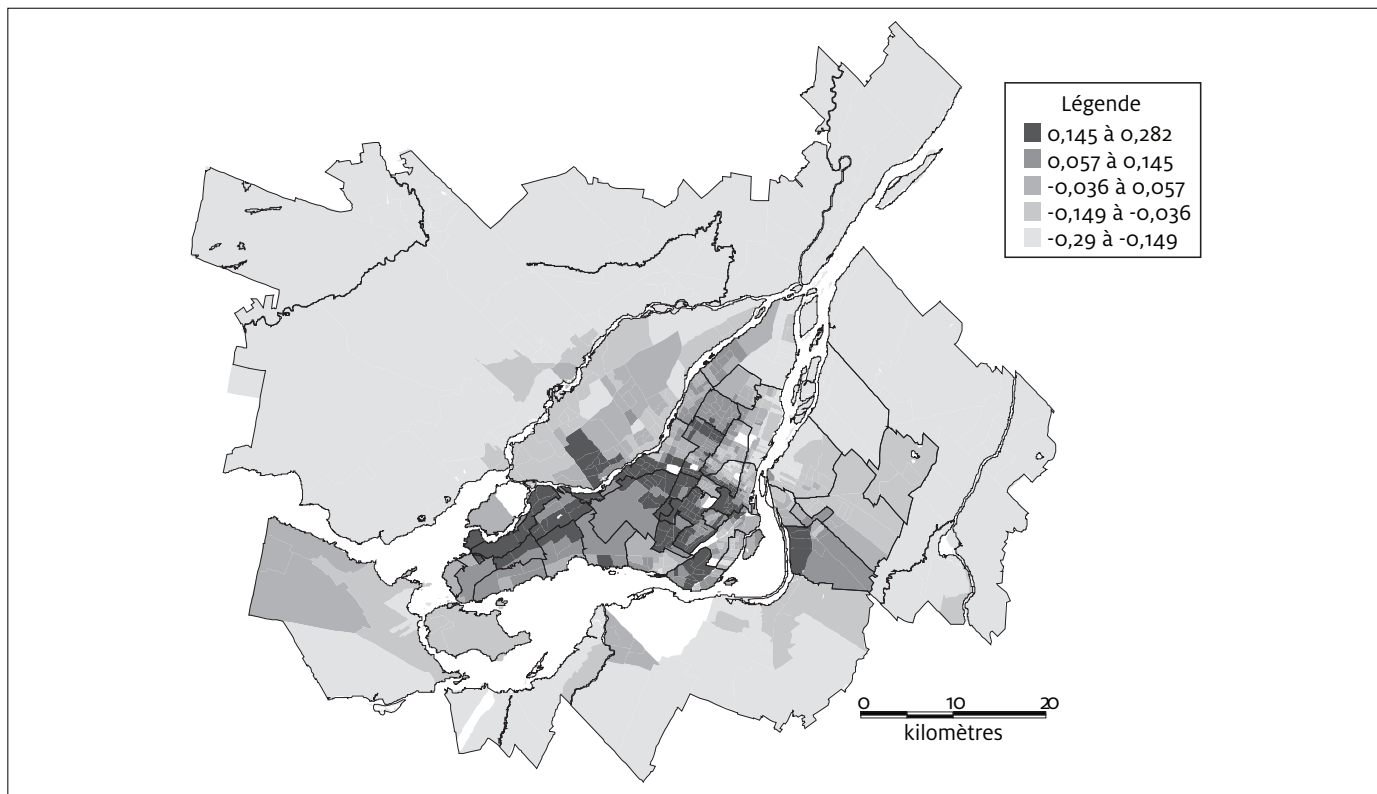 Légende
0,145 à 0,282
0,057 à 0,145
-0,036 à 0,057
-0,149 à -0,036
-0,29 à -0,149
0 10 20
kilomètres